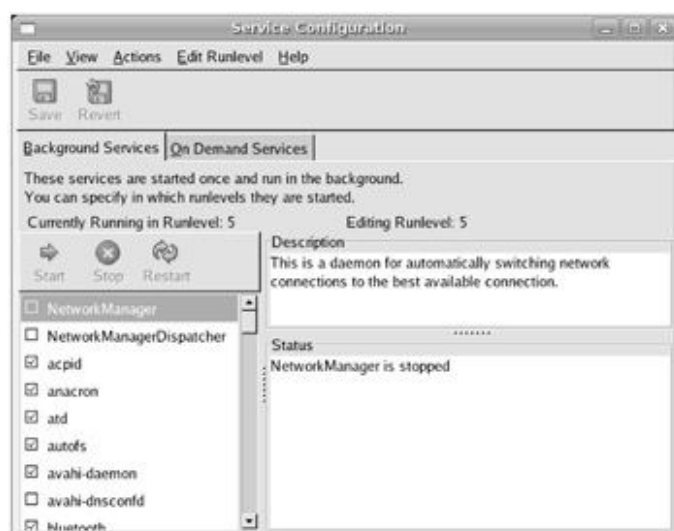 Service Configuration
File View Actions Edit Runlevel Help
Save Revert
Background Services On Demand Services
These services are started once and run in the background.
You can specify in which runlevels they are started.
Currently Running in Runlevel: 5 Editing Runlevel: 5
Start Stop Restart
Description
This is a daemon for automatically switching network
connections to the best available connection.
NetworkManager
NetworkManagerDispatcher
acpid
anacron
atd
autofs
avahi-daemon
avahi-dnsconfd
bluetooth
Status
NetworkManager is stopped